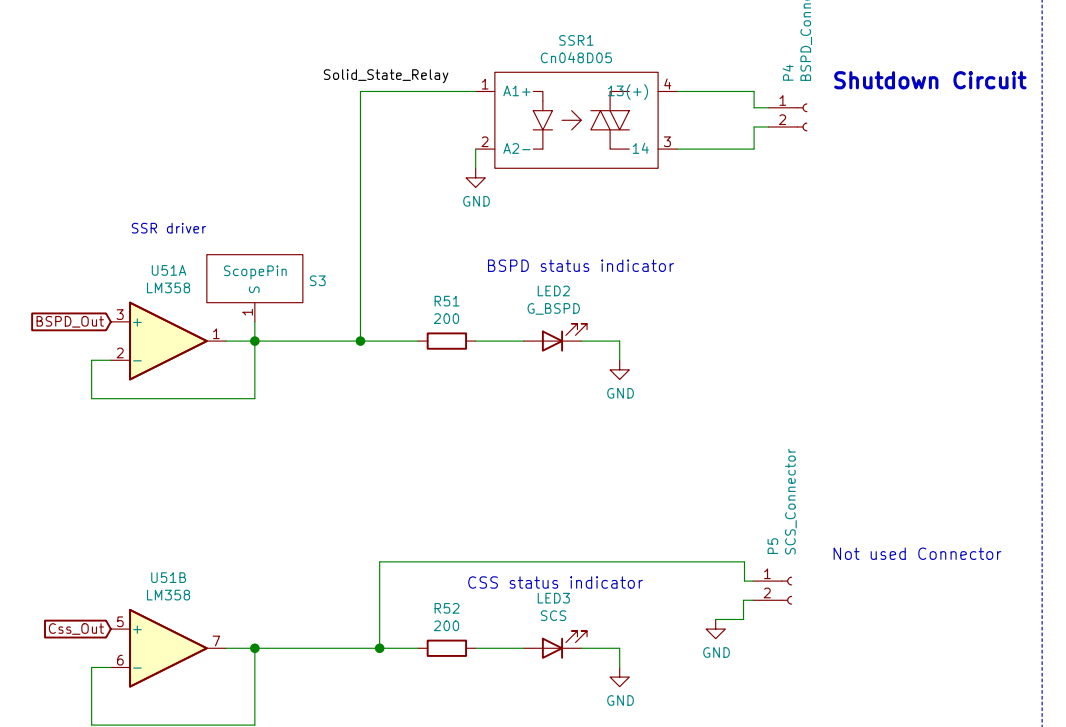 SSR1
Cn048D05
Solid_State_Relay
1
A1+
13(+)
4
2
A2-
14
3
GND
P4
1
2
Shutdown Circuit
SSR driver
U51A
LM358
ScopePin
S
S3
1
BSPD_Out
3
+
2
-
1
BSPD status indicator
R51
200
LED2
G_BSPD
GND
P5
SCS_Connector
1
2
Not used Connector
GND
U51B
LM358
Css_Out
5
+
6
-
7
CSS status indicator
R52
200
LED3
SCS
GND